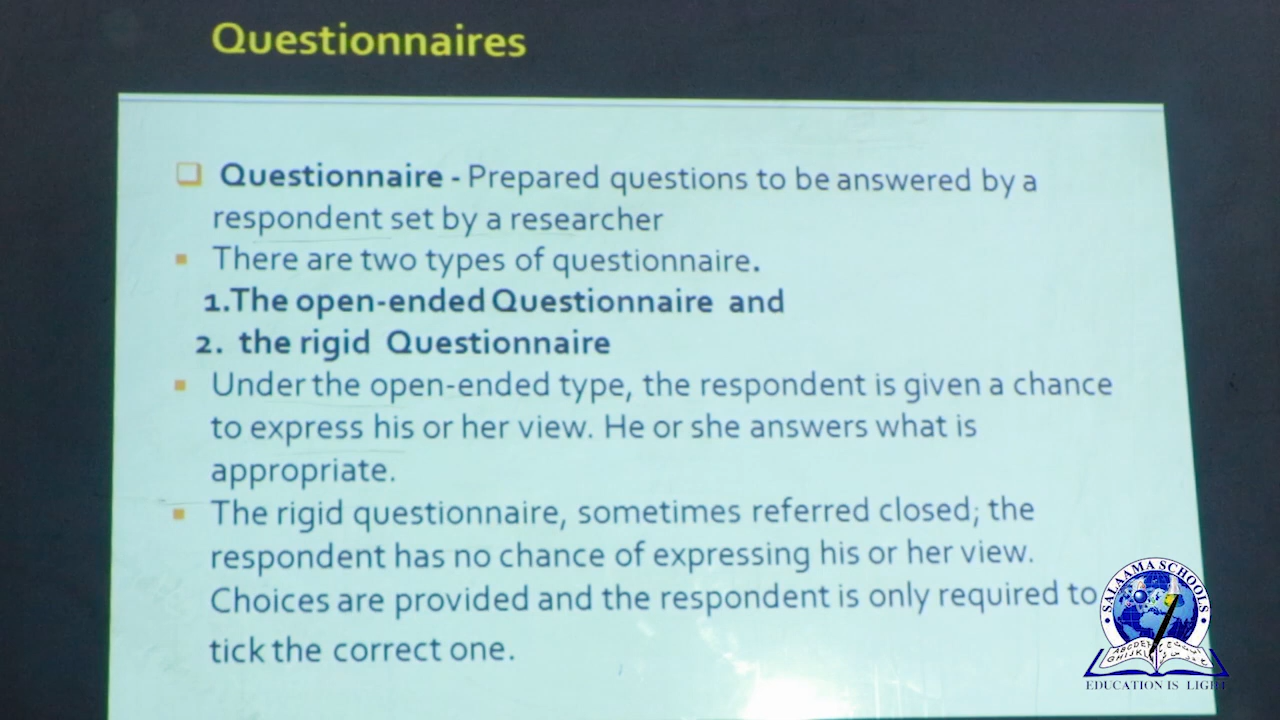 Questionnaires
Questionnaire - Prepared questions to be answered by a
respondent set by a researcher
There are two types of questionnaire.
1.The open-ended Questionnaire and
2. the rigid Questionnaire
Under the open-ended type, the respondent is given a chance
to express his or her view. He or she answers what is
appropriate.
The rigid questionnaire, sometimes referred closed; the
respondent has no chance of expressing his or her view.
Choices are provided and the respondent is only required to
tick the correct one.
SALAAMA SCHOOLS
EDUCATION IS LIGHT